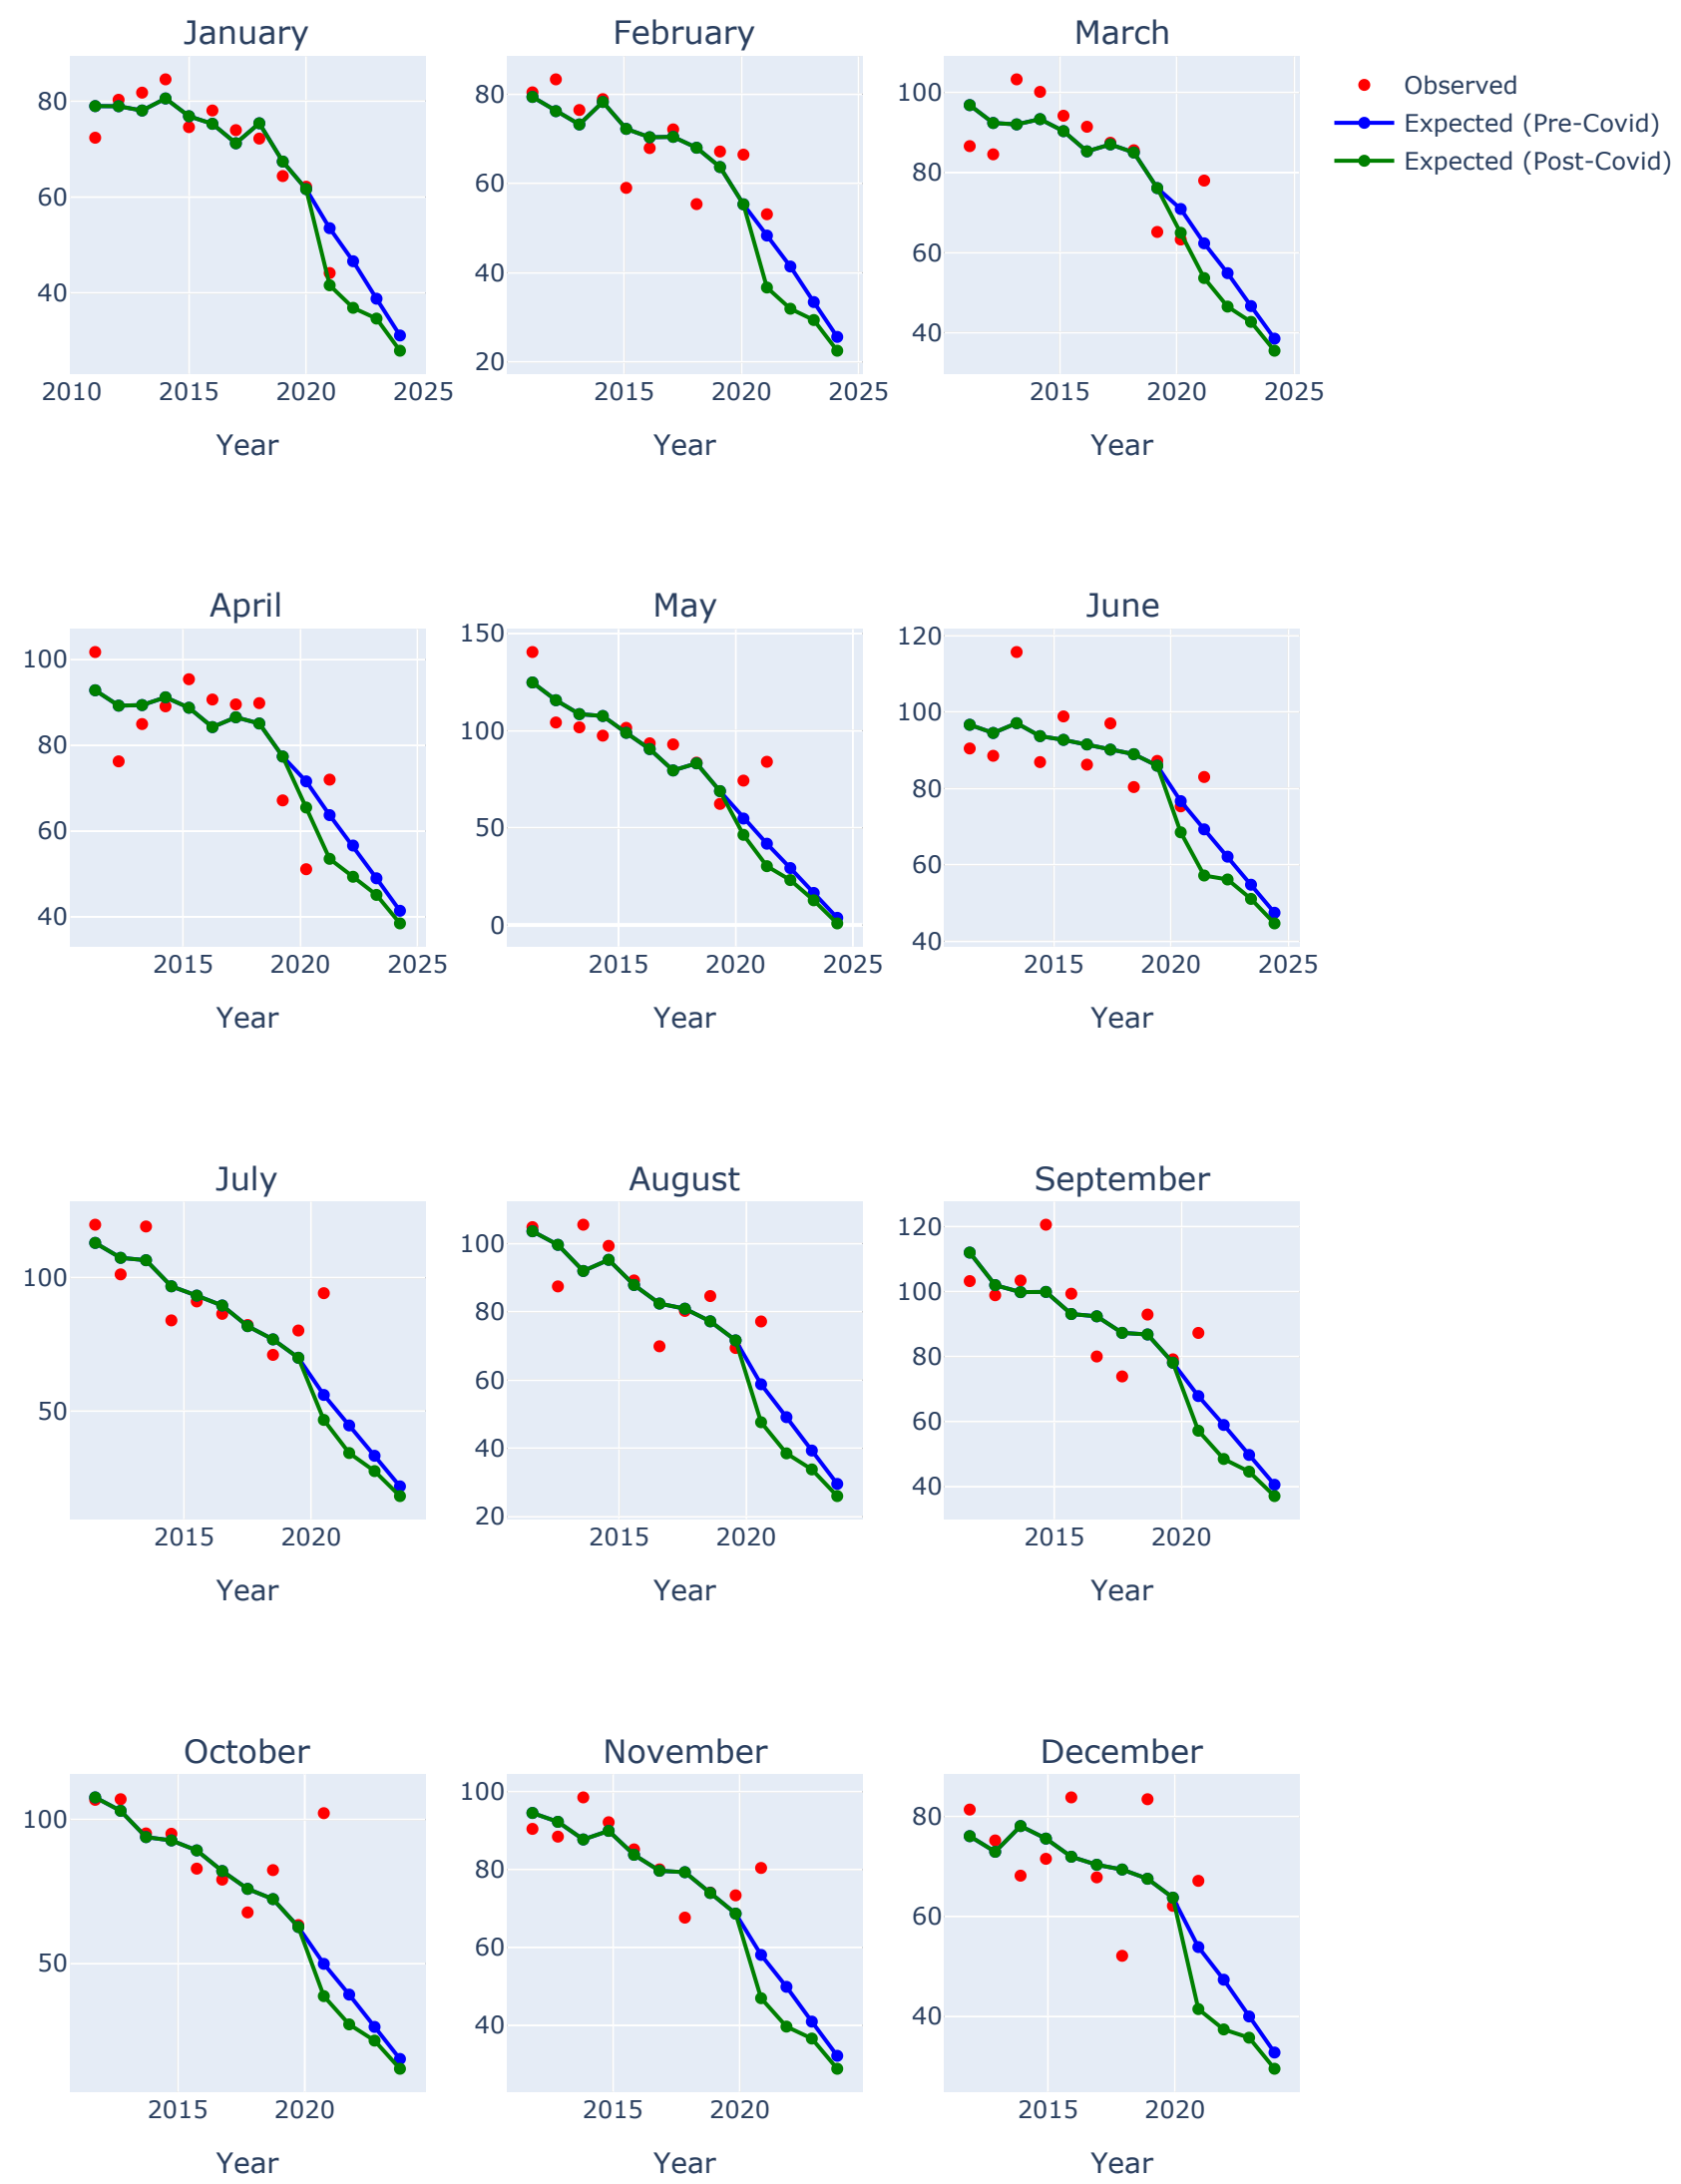 January February March
Observed
Expected (Pre-Covid)
Expected (Post-Covid)
80 60 40
2010 2015 2020 2025
Year
80 60 40 20
2015 2020 2025
Year
100 80 60 40
2015 2020 2025
Year
April May June
100 80 60 40
2015 2020 2025
Year
150 100 50 0
2015 2020 2025
Year
120 100 80 60 40
2015 2020 2025
Year
July August September
100 50
2015 2020
Year
100 80 60 40 20
2015 2020
Year
120 100 80 60 40
2015 2020
Year
October November December
100 50
2015 2020
Year
100 80 60 40
2015 2020
Year
80 60 40
2015 2020
Year